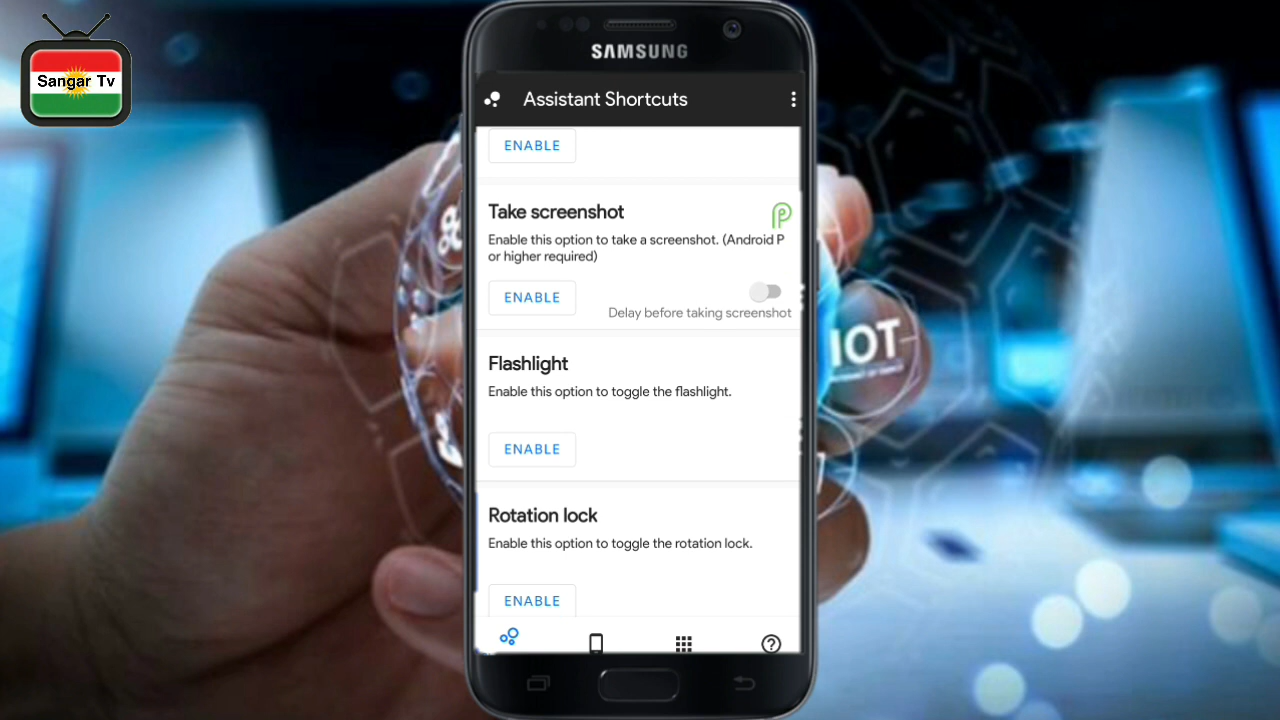 Sangar Tv
SAMSUNG
Assistant Shortcuts
ENABLE
Take screenshot
Enable this option to take a screenshot. (Android P
or higher required)
ENABLE
Delay before taking screenshot
Flashlight
Enable this option to toggle the flashlight.
ENABLE
Rotation lock
Enable this option to toggle the rotation lock.
ENABLE
IOT